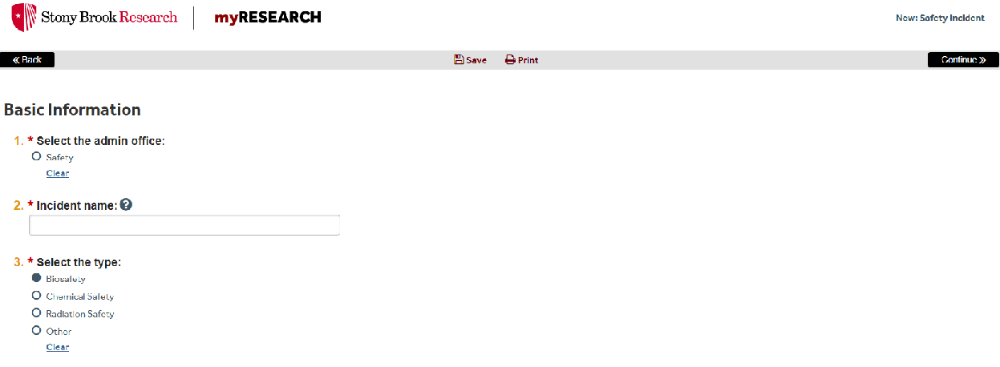 Stony Brook Research myRESEARCH New: Safety Incident
« Back Save Print Continue »
Basic Information
1. * Select the admin office:
Safety
Clear
2. * Incident name: ?
3. * Select the type:
Biosafety
Chemical Safety
Radiation Safety
Other
Clear